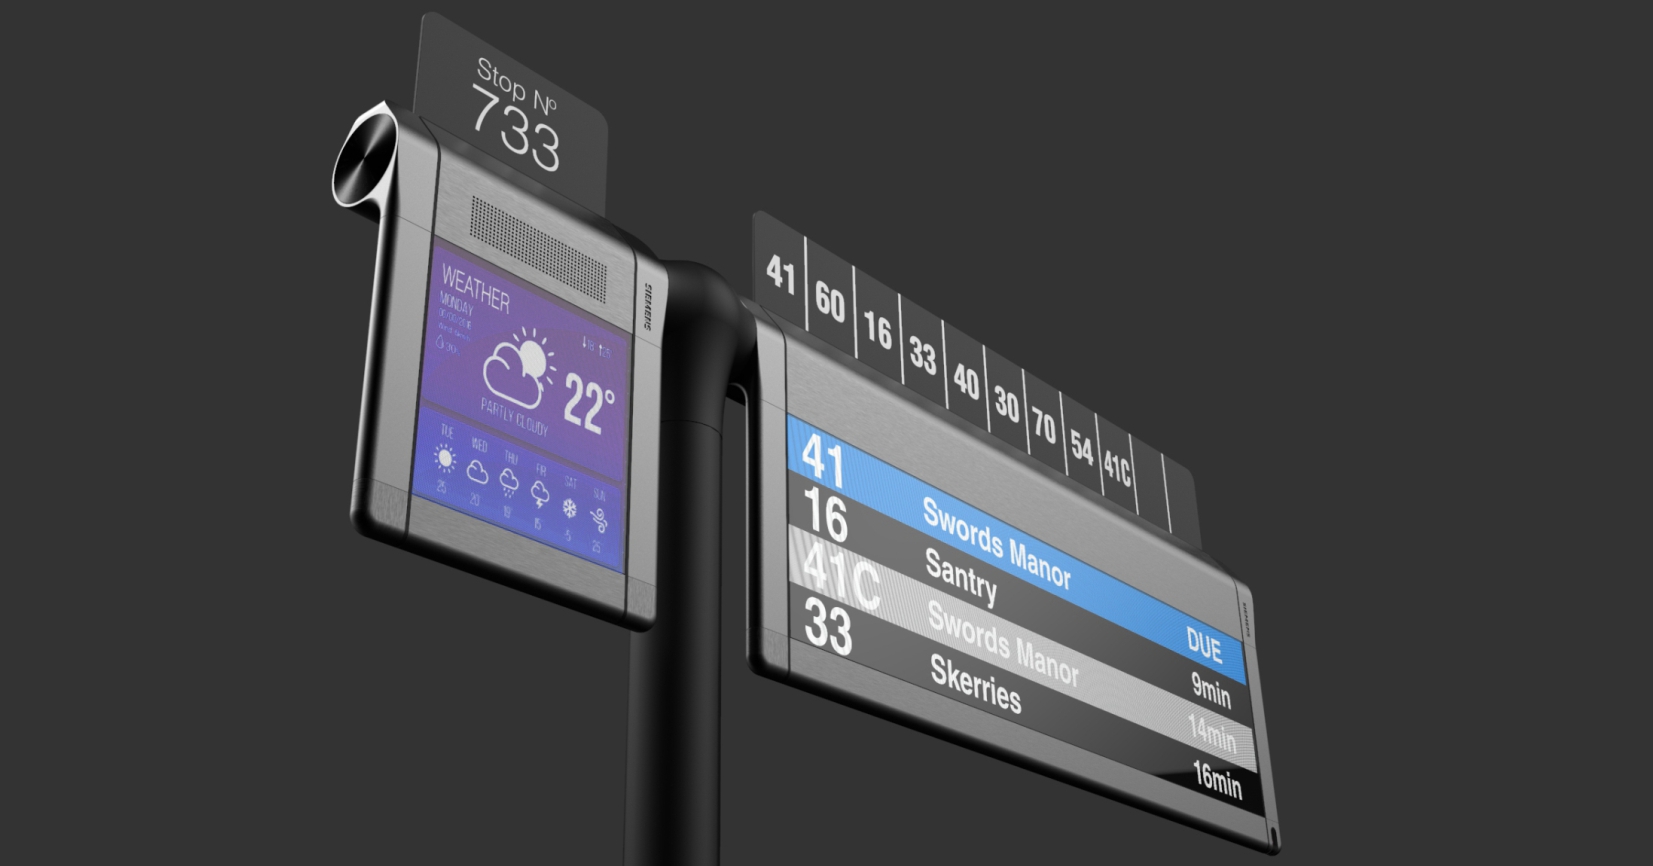 Stop Nº
733
SIEMENS
WEATHER
MONDAY
22°
PARTLY CLOUDY
TUE WED THU FRI SAT SUN
25 20 19 15 -5 25
41 60 16 33 40 30 70 54 41C
41 Swords Manor DUE
16 Santry 9min
41C Swords Manor 14min
33 Skerries 16min
SIEMENS